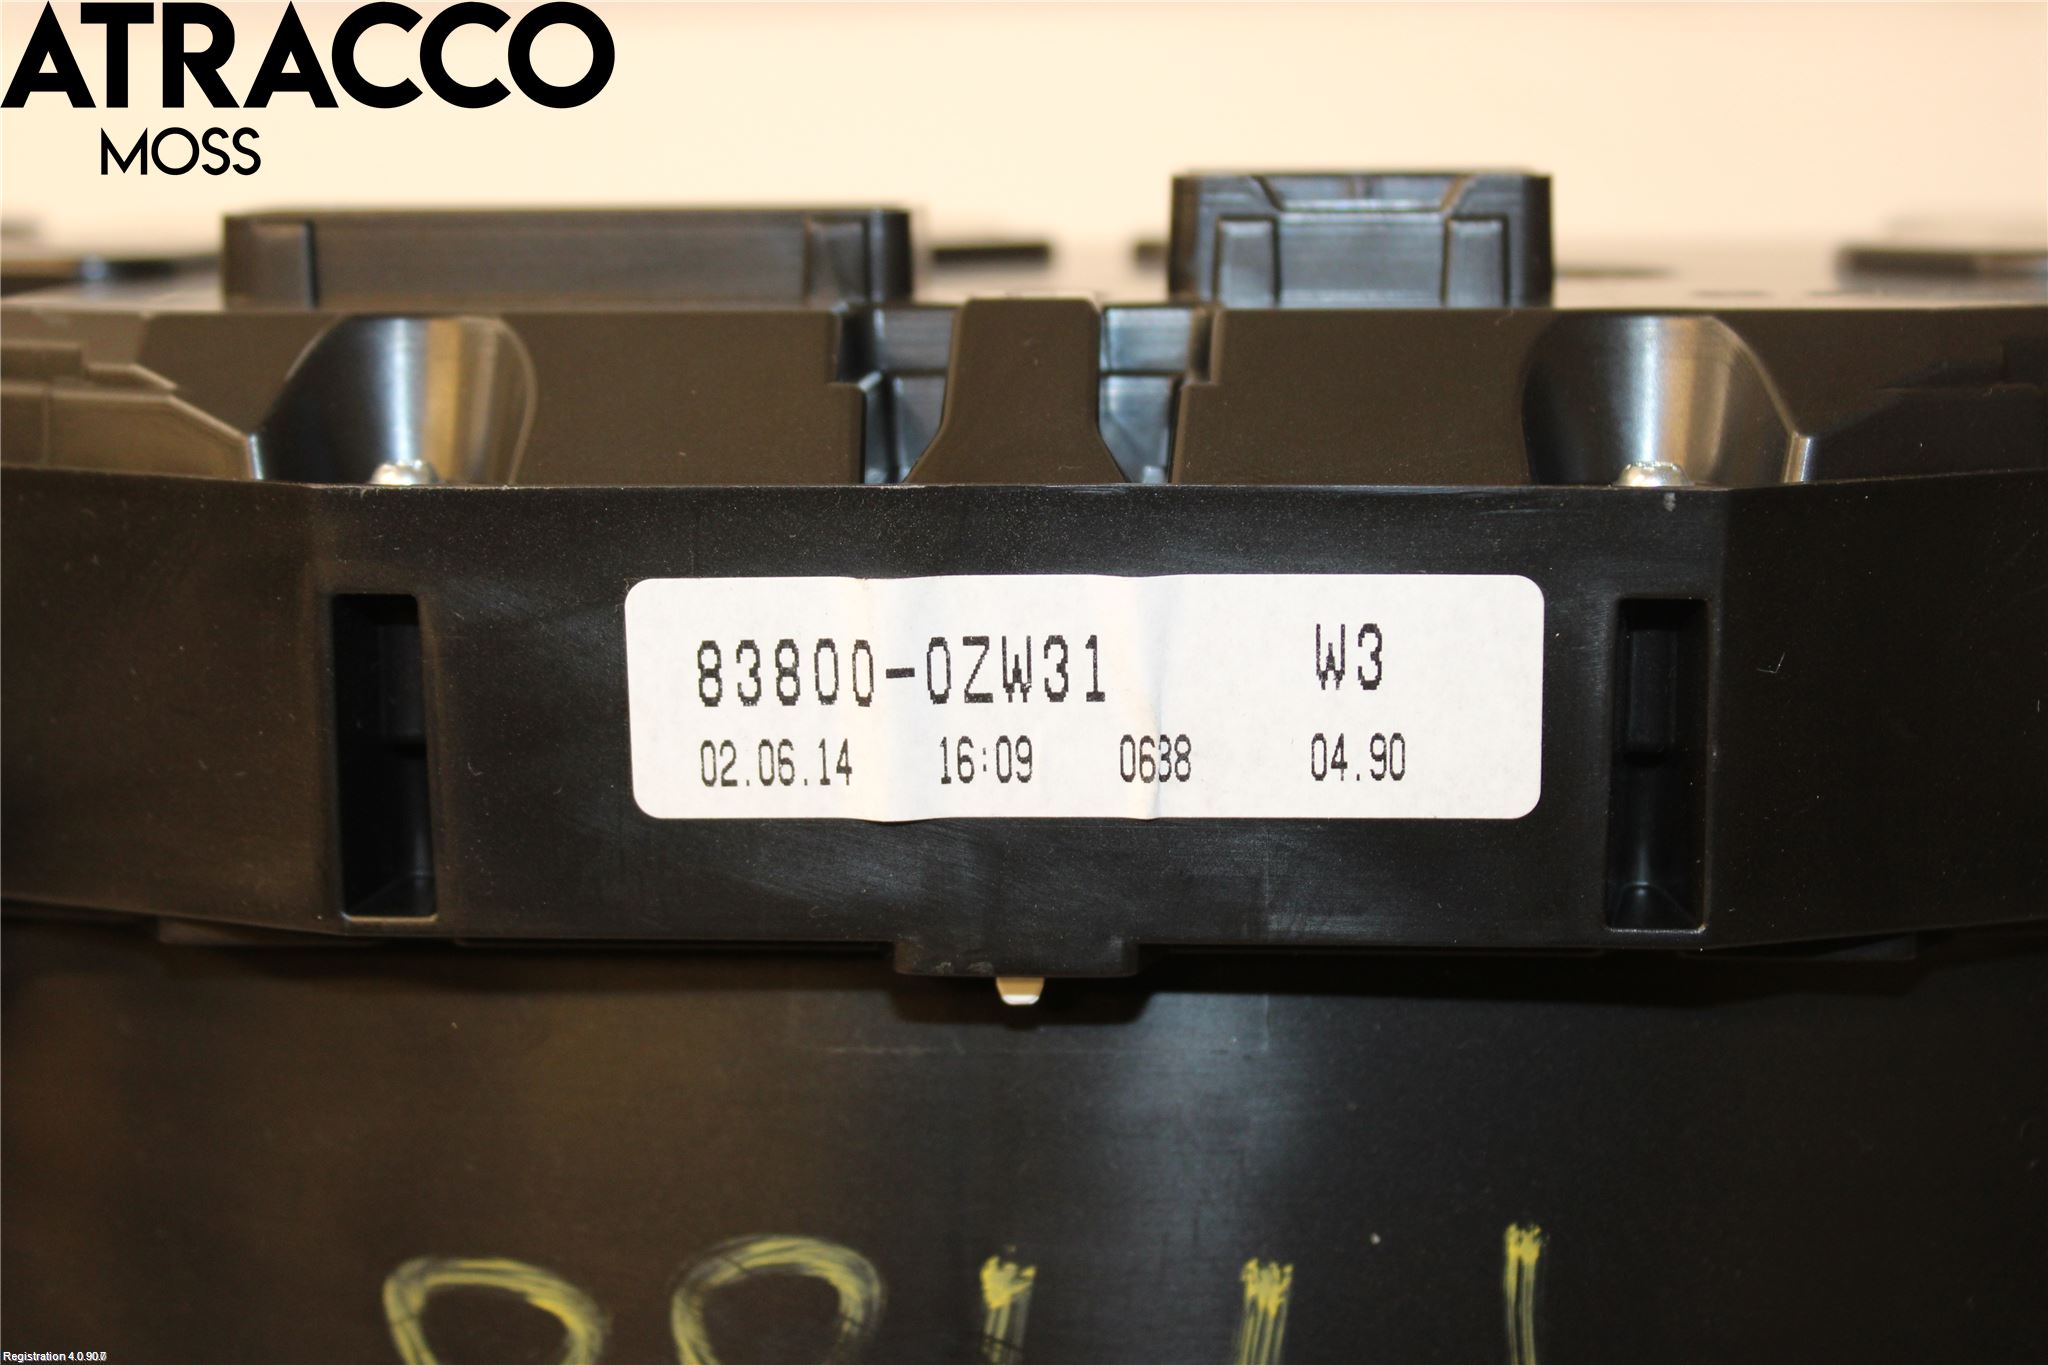 ATRACCO
MOSS
83800-0ZW31 W3
02.06.14 16:09 0638 04.90